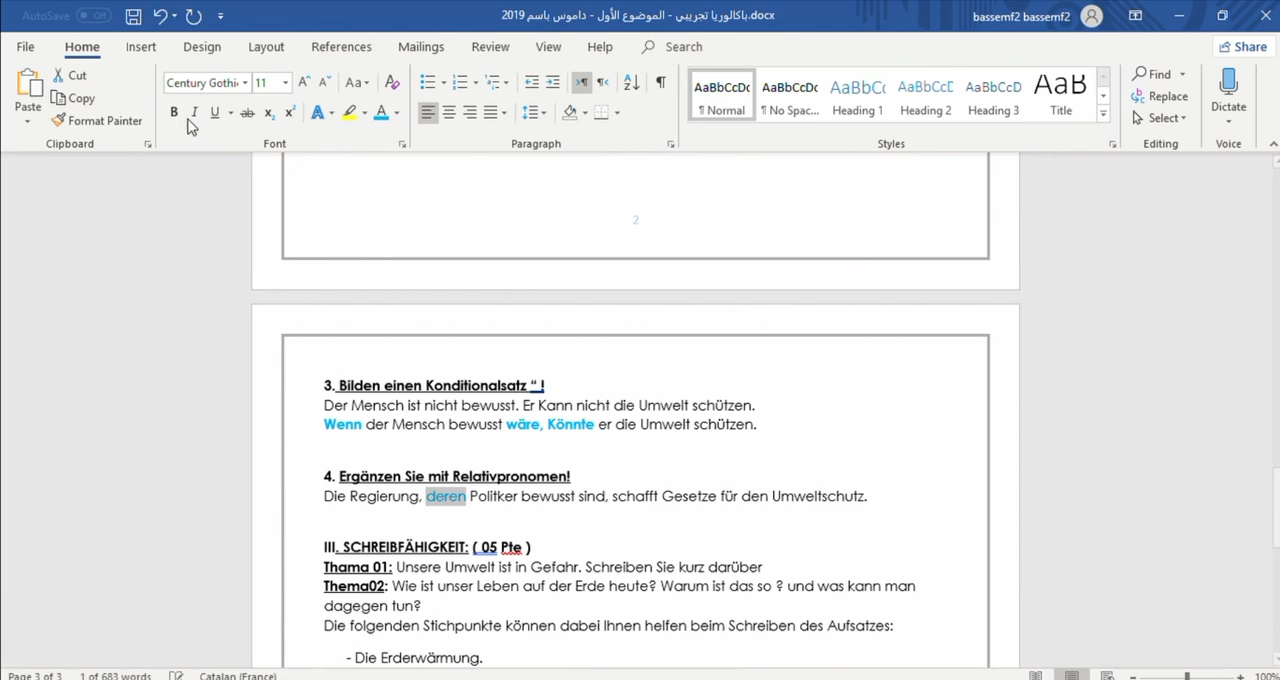 AutoSave Off
باكالوريا تجريبي - الموضوع الأول - داموس باسم 2019.docx
bassemf2 bassemf2
File Home Insert Design Layout References Mailings Review View Help Search Share
Paste Cut Copy Format Painter
Century Gothi 11 Aa
B I U ab x₂ x² A A
AaBbCcDc AaBbCcDc AaBbC( AaBbCcD AaBbCcD AaB
¶ Normal ¶ No Spac... Heading 1 Heading 2 Heading 3 Title
Find Replace Select
Dictate
Clipboard Font Paragraph Styles Editing Voice
2
3. Bilden einen Konditionalsatz “ !
Der Mensch ist nicht bewusst. Er Kann nicht die Umwelt schützen.
Wenn der Mensch bewusst wäre, Könnte er die Umwelt schützen.
4. Ergänzen Sie mit Relativpronomen!
Die Regierung, deren Politker bewusst sind, schafft Gesetze für den Umweltschutz.
III. SCHREIBFÄHIGKEIT: ( 05 Pte )
Thama 01: Unsere Umwelt ist in Gefahr. Schreiben Sie kurz darüber
Thema02: Wie ist unser Leben auf der Erde heute? Warum ist das so ? und was kann man
dagegen tun?
Die folgenden Stichpunkte können dabei Ihnen helfen beim Schreiben des Aufsatzes:
- Die Erderwärmung.
Page 3 of 3 1 of 683 words Catalan (France) 100%